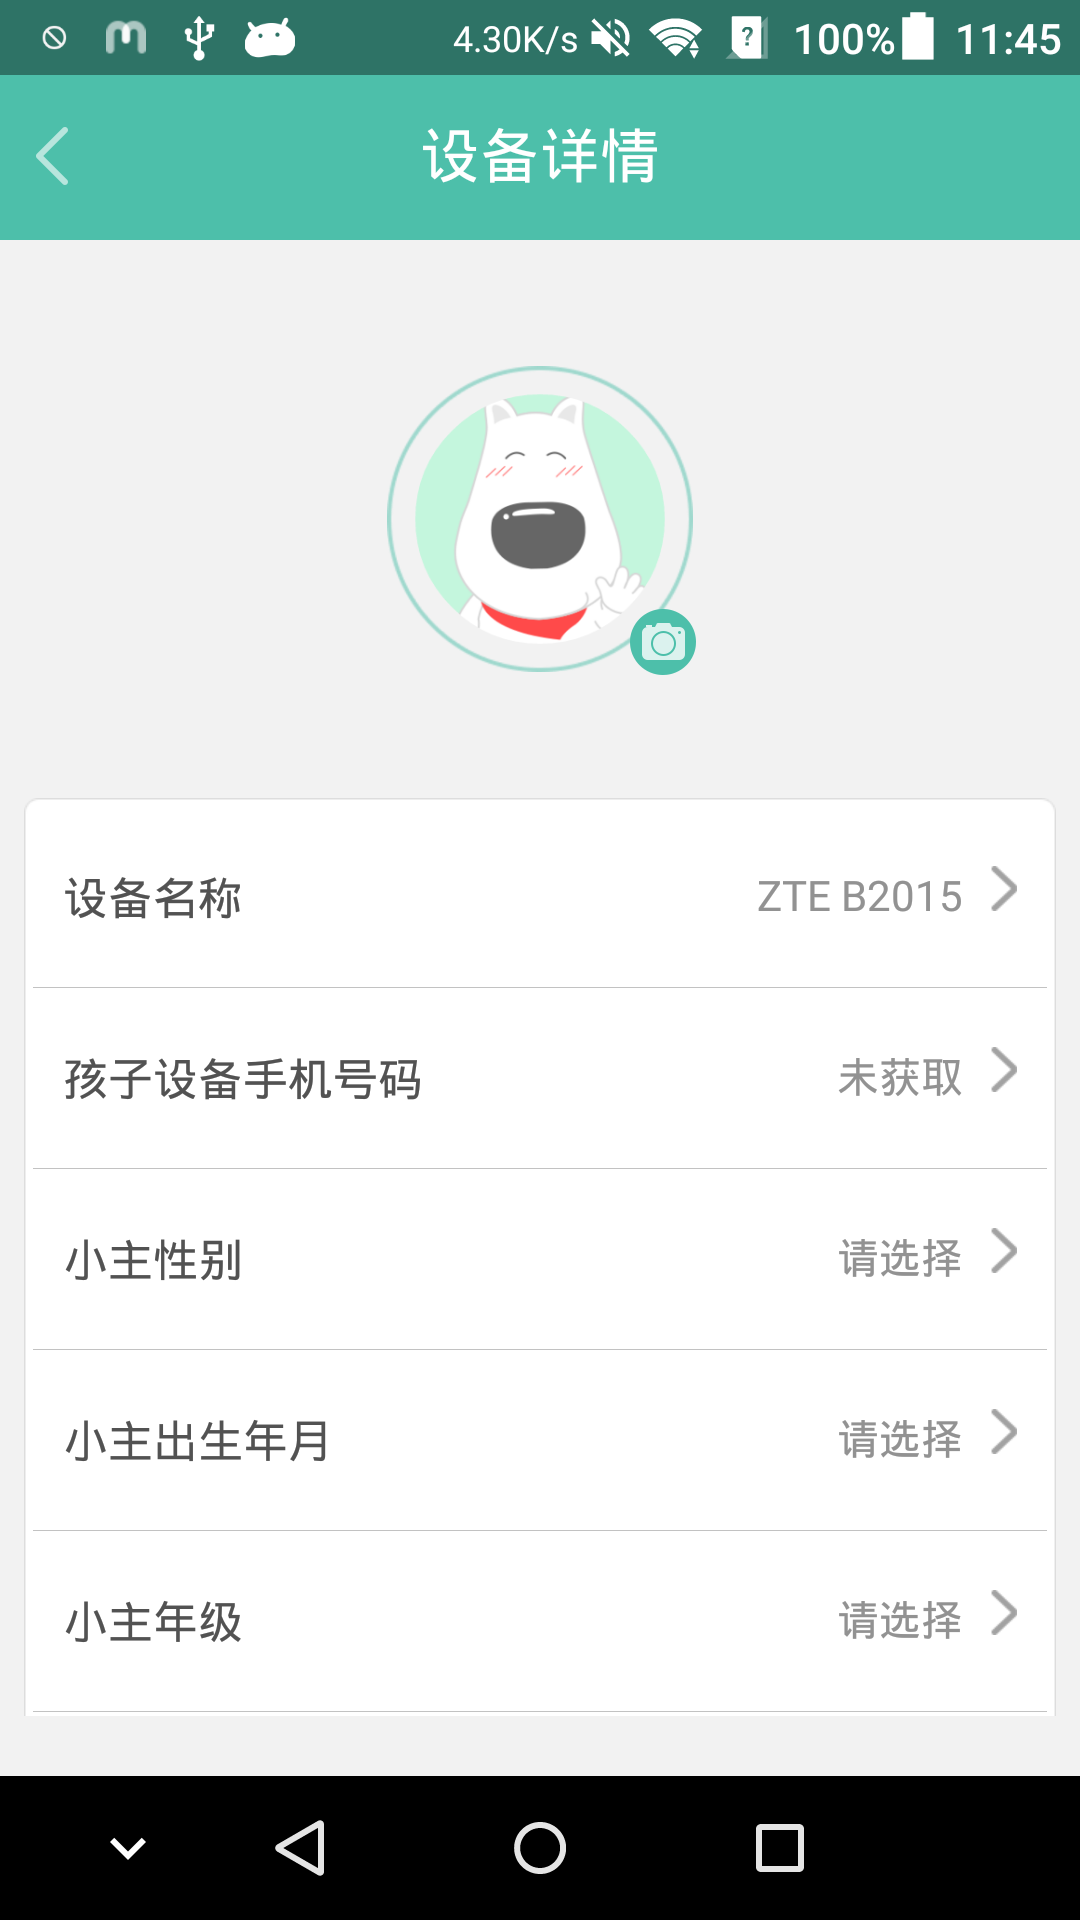 4.30K/s 100% 11:45
设备详情
设备名称 ZTE B2015
孩子设备手机号码 未获取
小主性别 请选择
小主出生年月 请选择
小主年级 请选择